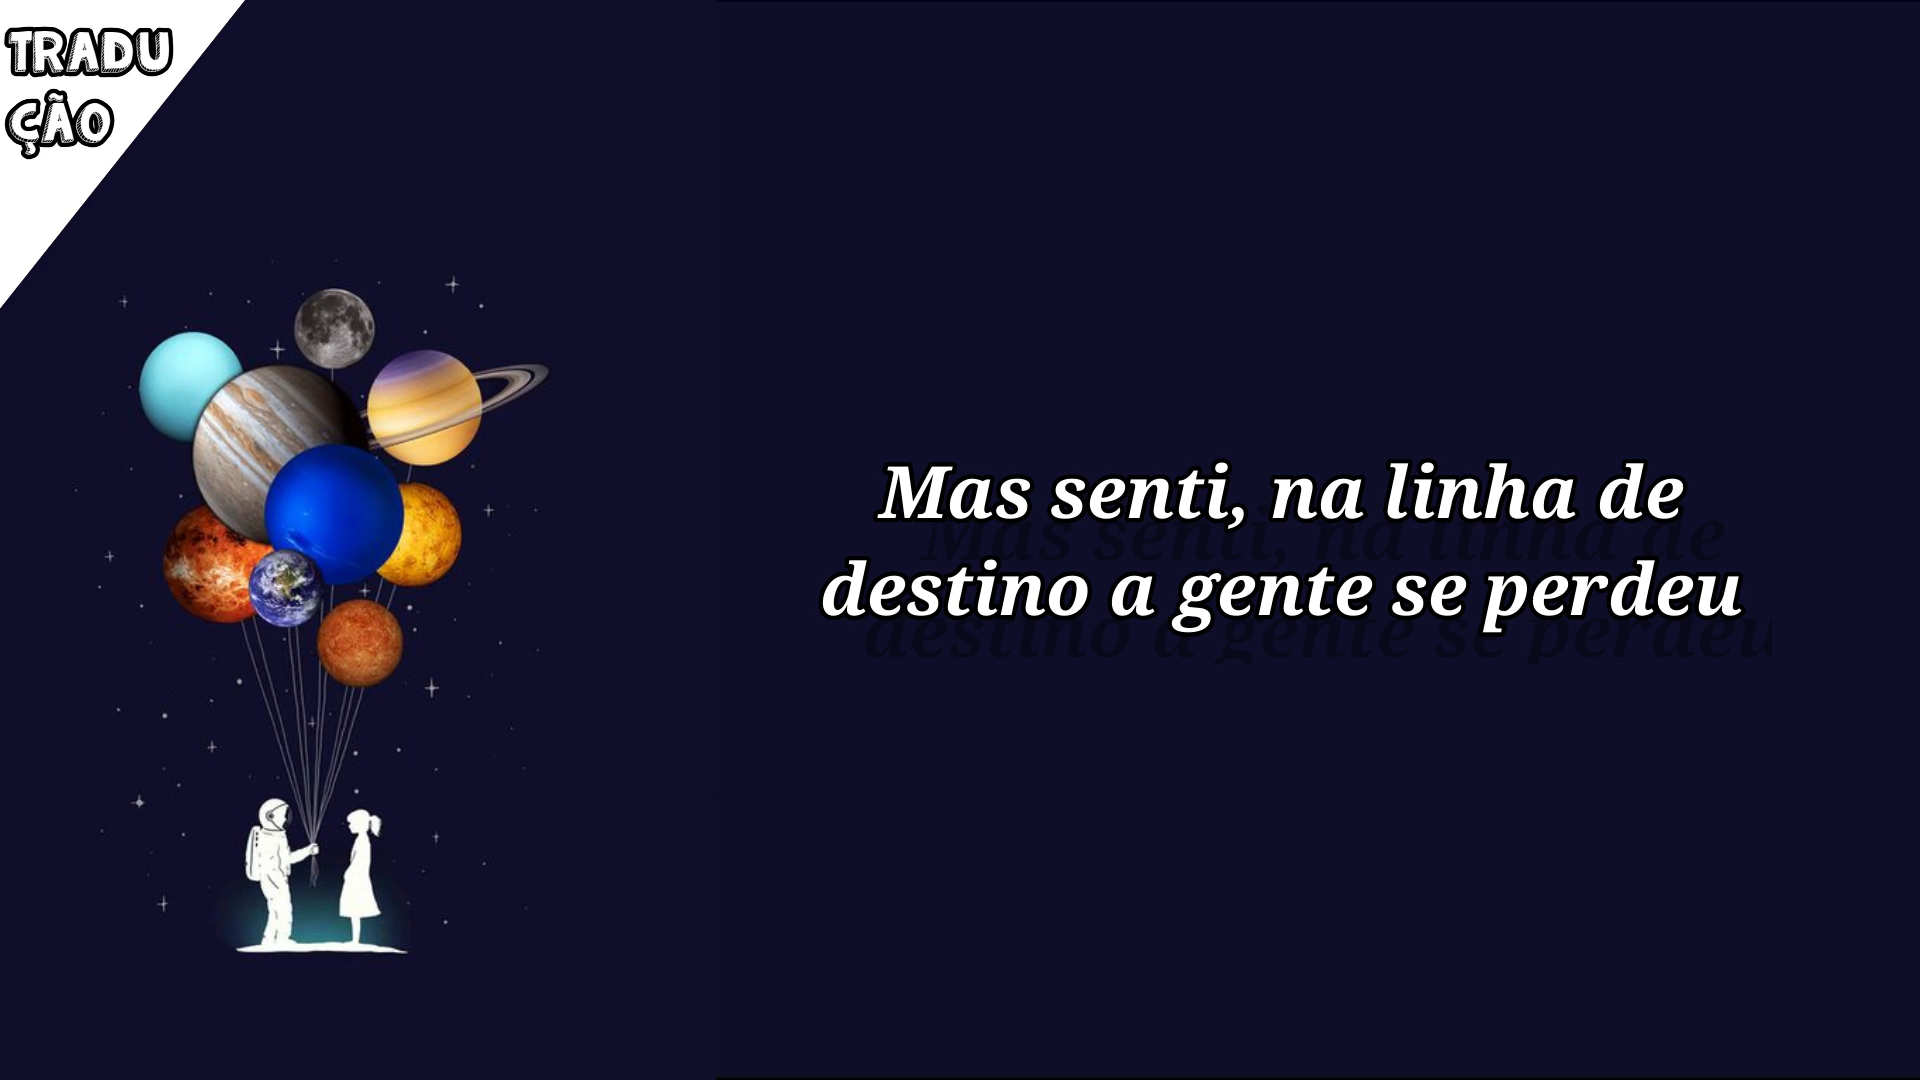 TRADU
ÇÃO
Mas senti, na linha de
destino a gente se perdeu